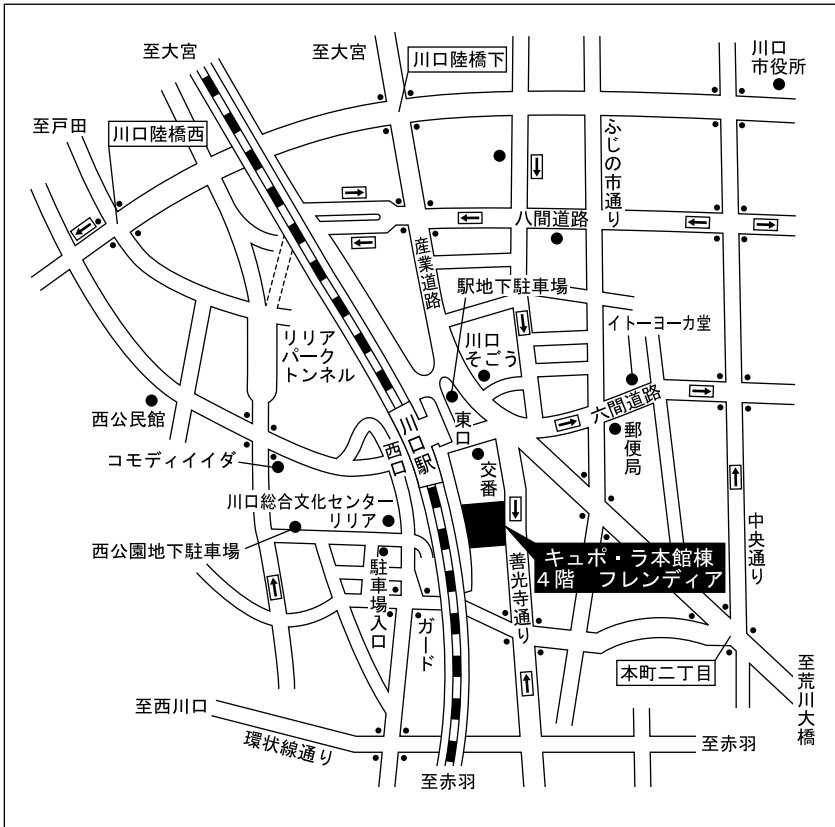 至大宮
至大宮
川口陸橋下
川口
市役所
至戸田
川口陸橋西
ふじの市通り
八間道路
産業道路
駅地下駐車場
イトーヨーカ堂
リリア
パーク
トンネル
川口
そごう
西公民館
六間道路
東口
川口駅
西口
郵便局
交番
コモディイイダ
川口総合文化センター
リリア
西公園地下駐車場
中央通り
キュポ・ラ本館棟
4階 フレンディア
善光寺通り
駐車場入口
ガード
本町二丁目
至荒川大橋
至西川口
環状線通り
至赤羽
至赤羽